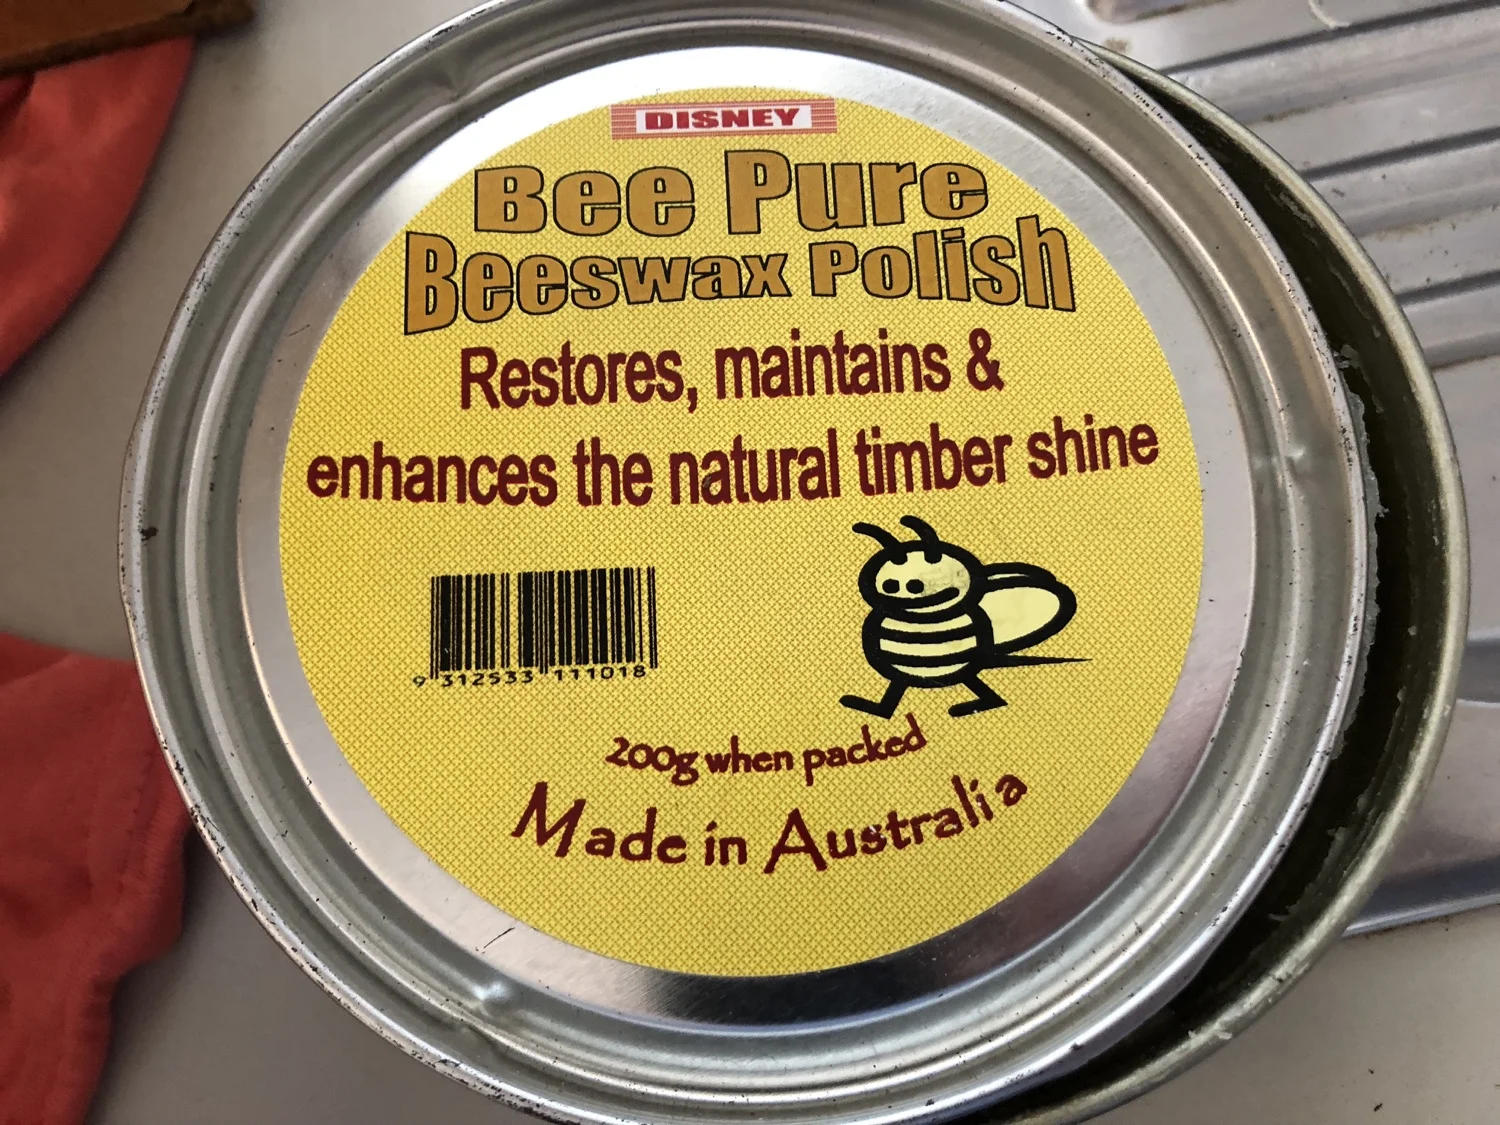 DISNEY
Bee Pure
Beeswax Polish
Restores, maintains &
enhances the natural timber shine
9 312533 111018
200g when packed
Made in Australia